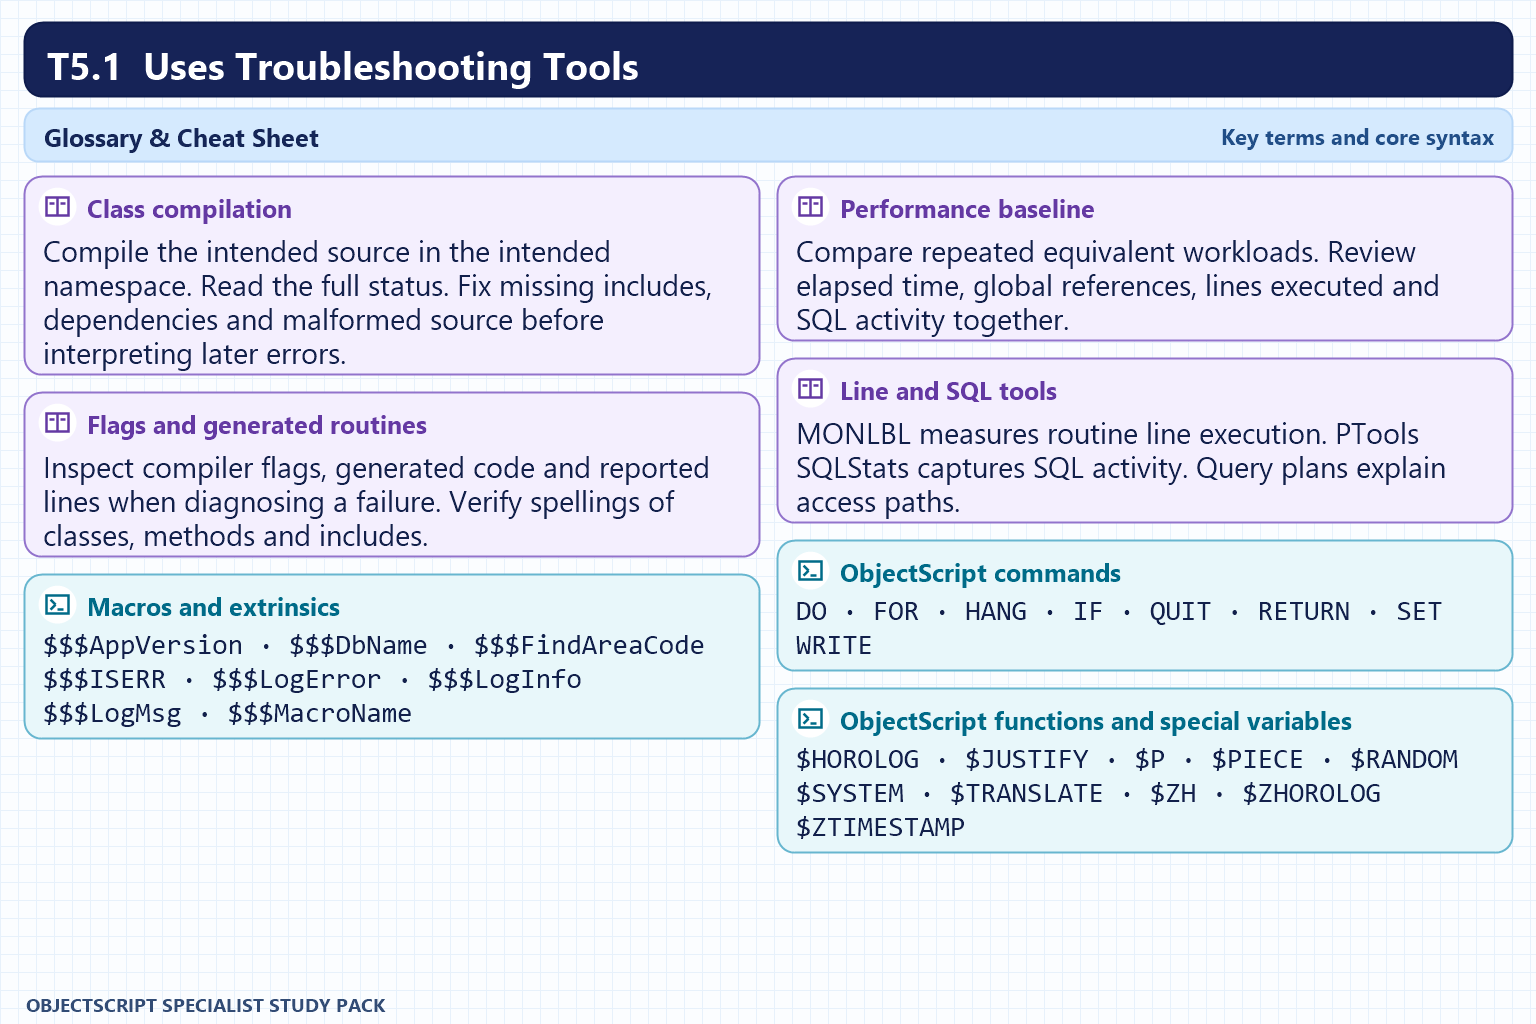 T5.1  Uses Troubleshooting Tools
Glossary & Cheat Sheet
Key terms and core syntax
Class compilation
Compile the intended source in the intended
namespace. Read the full status. Fix missing includes,
dependencies and malformed source before
interpreting later errors.
Flags and generated routines
Inspect compiler flags, generated code and reported
lines when diagnosing a failure. Verify spellings of
classes, methods and includes.
Macros and extrinsics
$$$AppVersion · $$$DbName · $$$FindAreaCode
$$$ISERR · $$$LogError · $$$LogInfo
$$$LogMsg · $$$MacroName
Performance baseline
Compare repeated equivalent workloads. Review
elapsed time, global references, lines executed and
SQL activity together.
Line and SQL tools
MONLBL measures routine line execution. PTools
SQLStats captures SQL activity. Query plans explain
access paths.
ObjectScript commands
DO · FOR · HANG · IF · QUIT · RETURN · SET
WRITE
ObjectScript functions and special variables
$HOROLOG · $JUSTIFY · $P · $PIECE · $RANDOM
$SYSTEM · $TRANSLATE · $ZH · $ZHOROLOG
$ZTIMESTAMP
OBJECTSCRIPT SPECIALIST STUDY PACK